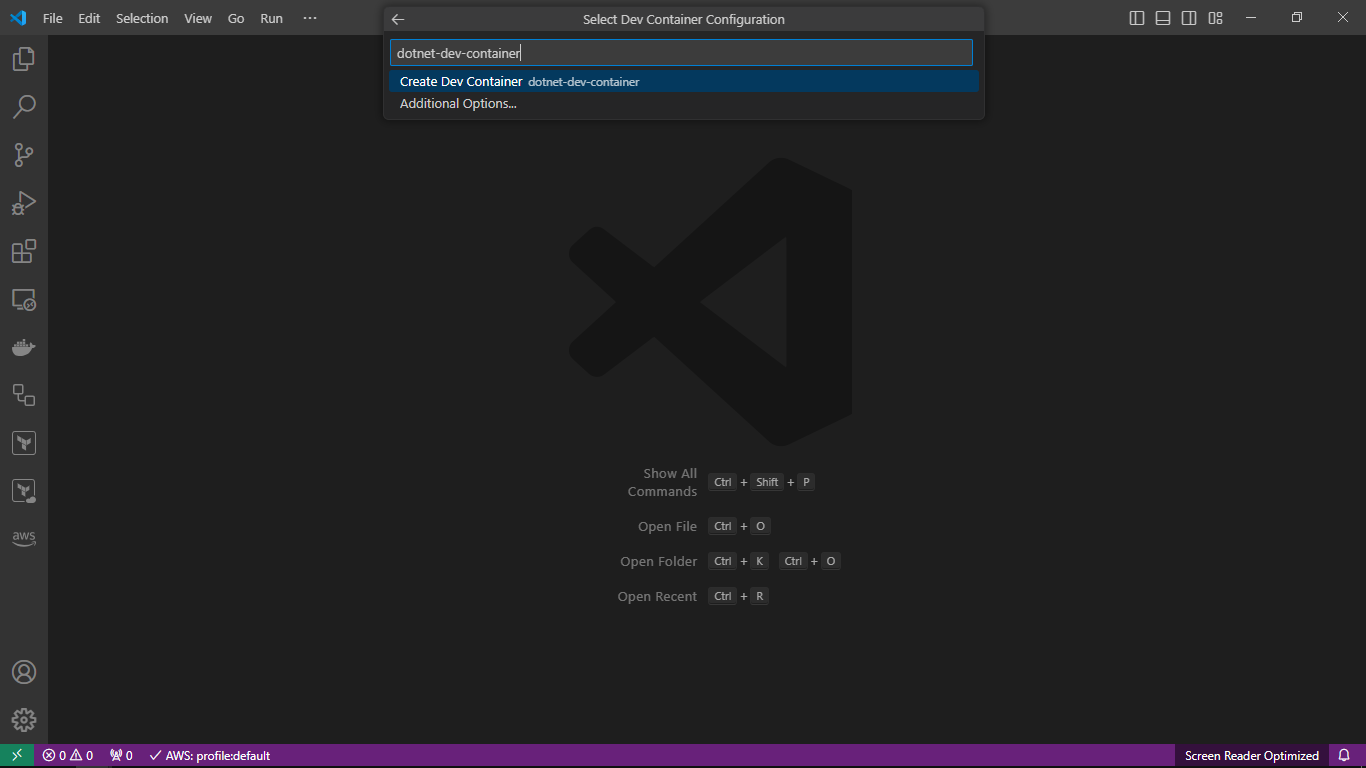 File Edit Selection View Go Run ···
Select Dev Container Configuration
dotnet-dev-container
Create Dev Container dotnet-dev-container
Additional Options...
Show All Commands Ctrl + Shift + P
Open File Ctrl + O
Open Folder Ctrl + K Ctrl + O
Open Recent Ctrl + R
aws
0 0 0 AWS: profile:default Screen Reader Optimized